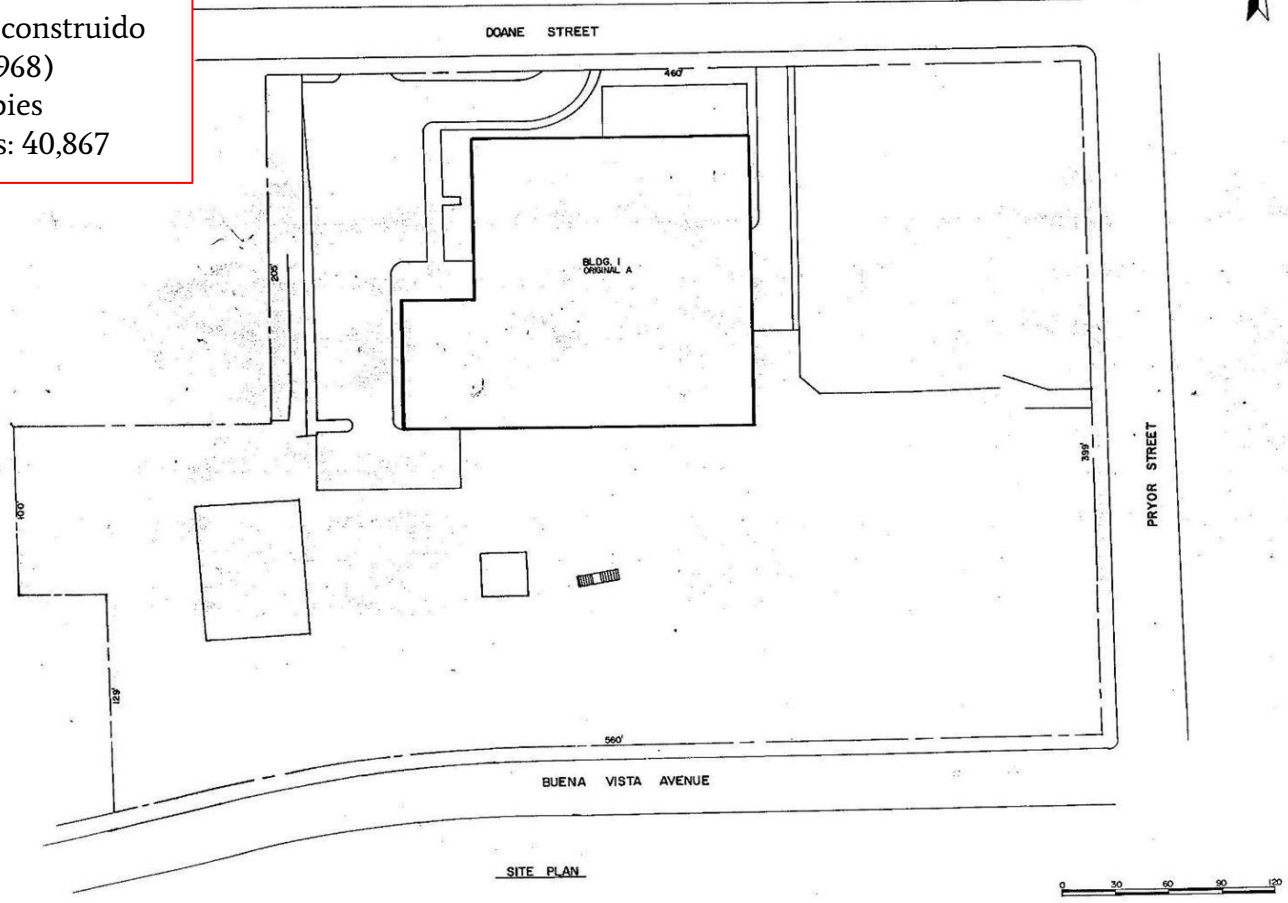 construido
968)
pies
s: 40,867
DOANE STREET
460'
BLDG. 1
ORIGINAL A
205'
399'
PRYOR STREET
100'
129'
560'
BUENA VISTA AVENUE
SITE PLAN
0 30 60 90 120